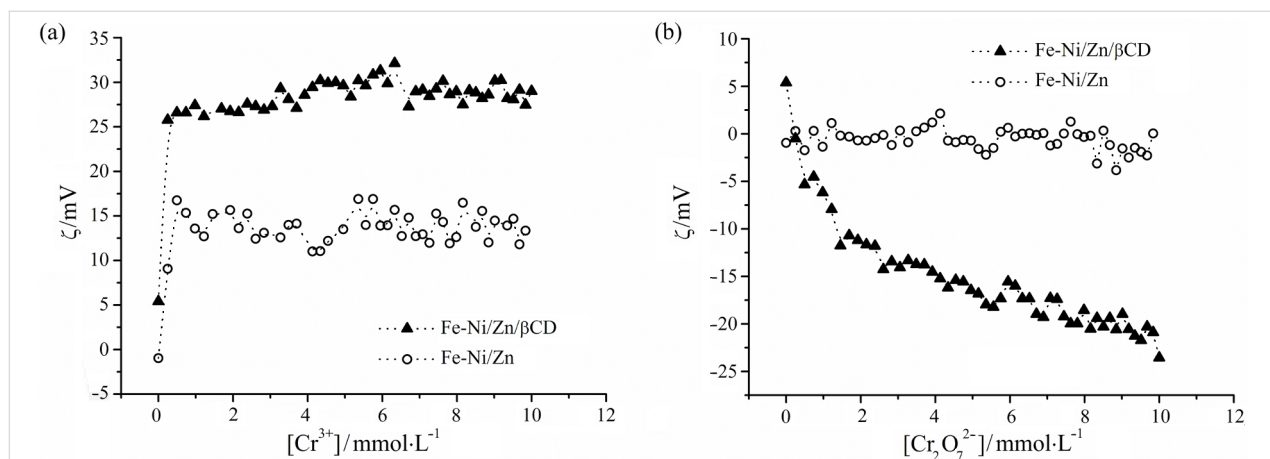 (a)
35
30
25
20
15
10
5
0
−5
ζ/mV
Fe-Ni/Zn/βCD
Fe-Ni/Zn
0 2 4 6 8 10 12
[Cr³⁺]/mmol·L⁻¹
(b)
10
5
0
−5
−10
−15
−20
−25
ζ/mV
Fe-Ni/Zn/βCD
Fe-Ni/Zn
0 2 4 6 8 10 12
[Cr₂O₇²⁻]/mmol·L⁻¹